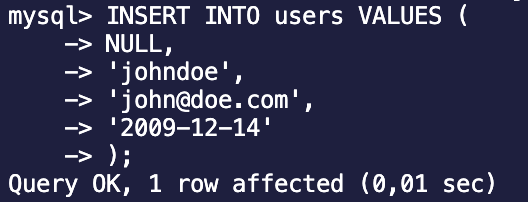 mysql> INSERT INTO users VALUES (
    -> NULL,
    -> 'johndoe',
    -> 'john@doe.com',
    -> '2009-12-14'
    -> );
Query OK, 1 row affected (0,01 sec)